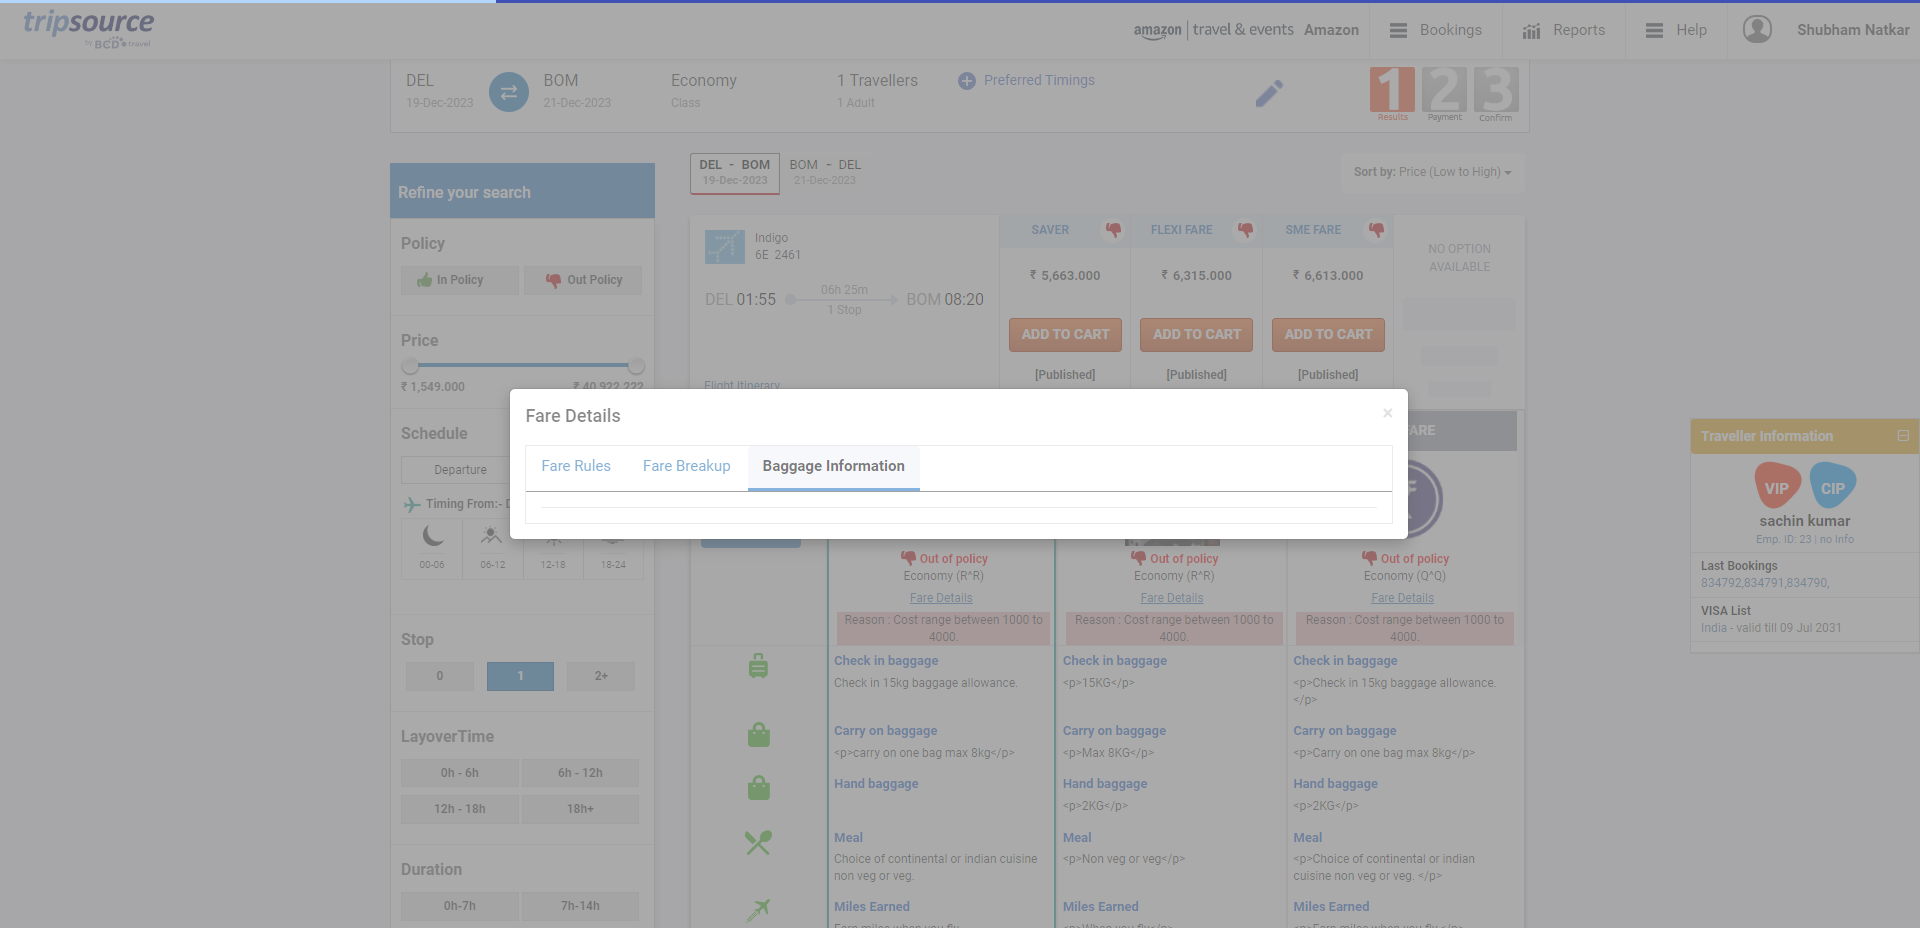 tripsource
by BCD travel
amazon travel & events Amazon
Bookings
Reports
Help
Shubham Natkar
DEL
19-Dec-2023
BOM
21-Dec-2023
Economy
Class
1 Travellers
1 Adult
Preferred Timings
1 2 3
Results Payment Confirm
Refine your search
Policy
In Policy Out Policy
Price
₹ 1,549.000 ₹ 40,922.222
Schedule
Departure
Timing From:- D
00-06 06-12 12-18 18-24
Stop
0 1 2+
LayoverTime
0h - 6h 6h - 12h
12h - 18h 18h+
Duration
0h-7h 7h-14h
DEL - BOM
19-Dec-2023
BOM - DEL
21-Dec-2023
Sort by: Price (Low to High)
Indigo
6E 2461
DEL 01:55
06h 25m
1 Stop
BOM 08:20
Flight Itinerary
SAVER
₹ 5,663.000
ADD TO CART
[Published]
FLEXI FARE
₹ 6,315.000
ADD TO CART
[Published]
SME FARE
₹ 6,613.000
ADD TO CART
[Published]
NO OPTION
AVAILABLE
Fare Details
×
Fare Rules Fare Breakup Baggage Information
FARE
Out of policy
Economy (R^R)
Fare Details
Reason : Cost range between 1000 to
4000.
Check in baggage
Check in 15kg baggage allowance.
Carry on baggage
<p>carry on one bag max 8kg</p>
Hand baggage
Meal
Choice of continental or indian cuisine
non veg or veg.
Miles Earned
Earn miles when you fly
Out of policy
Economy (R^R)
Fare Details
Reason : Cost range between 1000 to
4000.
Check in baggage
<p>15KG</p>
Carry on baggage
<p>Max 8KG</p>
Hand baggage
<p>2KG</p>
Meal
<p>Non veg or veg</p>
Miles Earned
<p>When you fly</p>
Out of policy
Economy (Q^Q)
Fare Details
Reason : Cost range between 1000 to
4000.
Check in baggage
<p>Check in 15kg baggage allowance.
</p>
Carry on baggage
<p>Carry on one bag max 8kg</p>
Hand baggage
<p>2KG</p>
Meal
<p>Choice of continental or indian
cuisine non veg or veg. </p>
Miles Earned
<p>Earn miles when you fly.</p>
Traveller Information
VIP CIP
sachin kumar
Emp. ID: 23 | no Info
Last Bookings
834792,834791,834790,
VISA List
India - valid till 09 Jul 2031